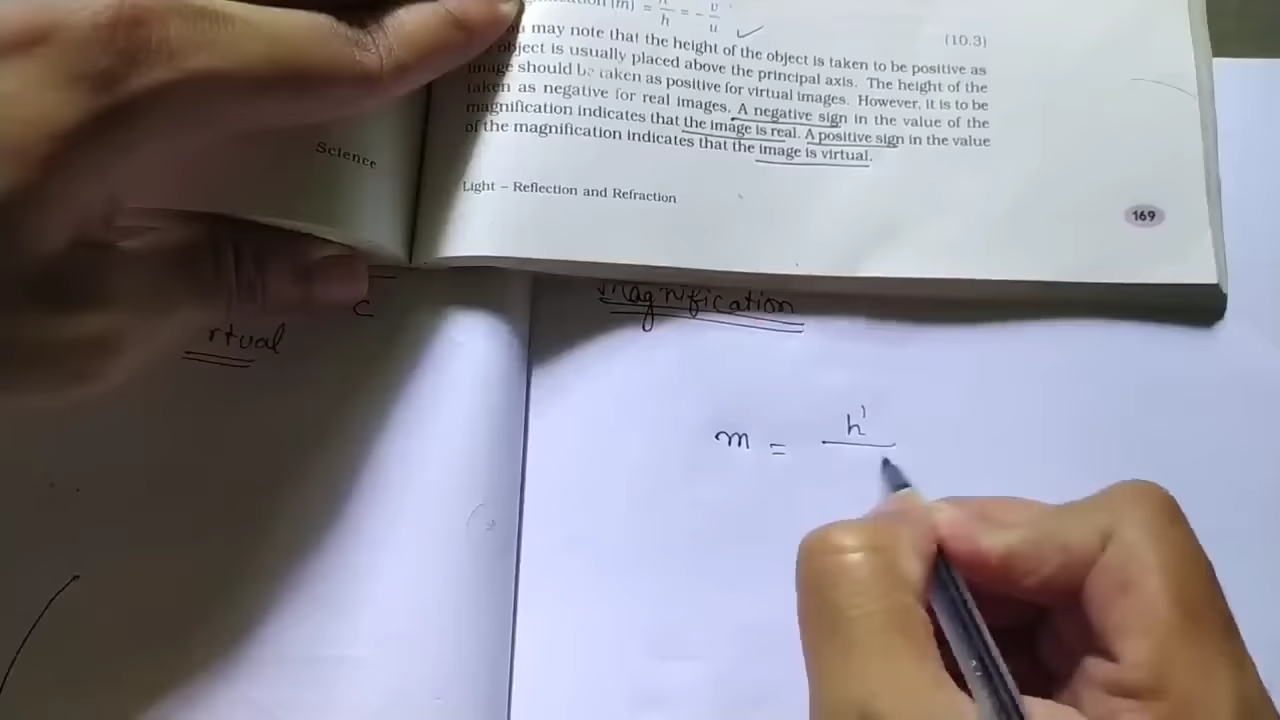 (m) = h' / h = - v / u
(10.3)
may note that the height of the object is taken to be positive as
object is usually placed above the principal axis. The height of the
image should be taken as positive for virtual images. However, it is to be
taken as negative for real images. A negative sign in the value of the
magnification indicates that the image is real. A positive sign in the value
of the magnification indicates that the image is virtual.
Science
Light – Reflection and Refraction
169
Magnification
c
rtual
m = h'